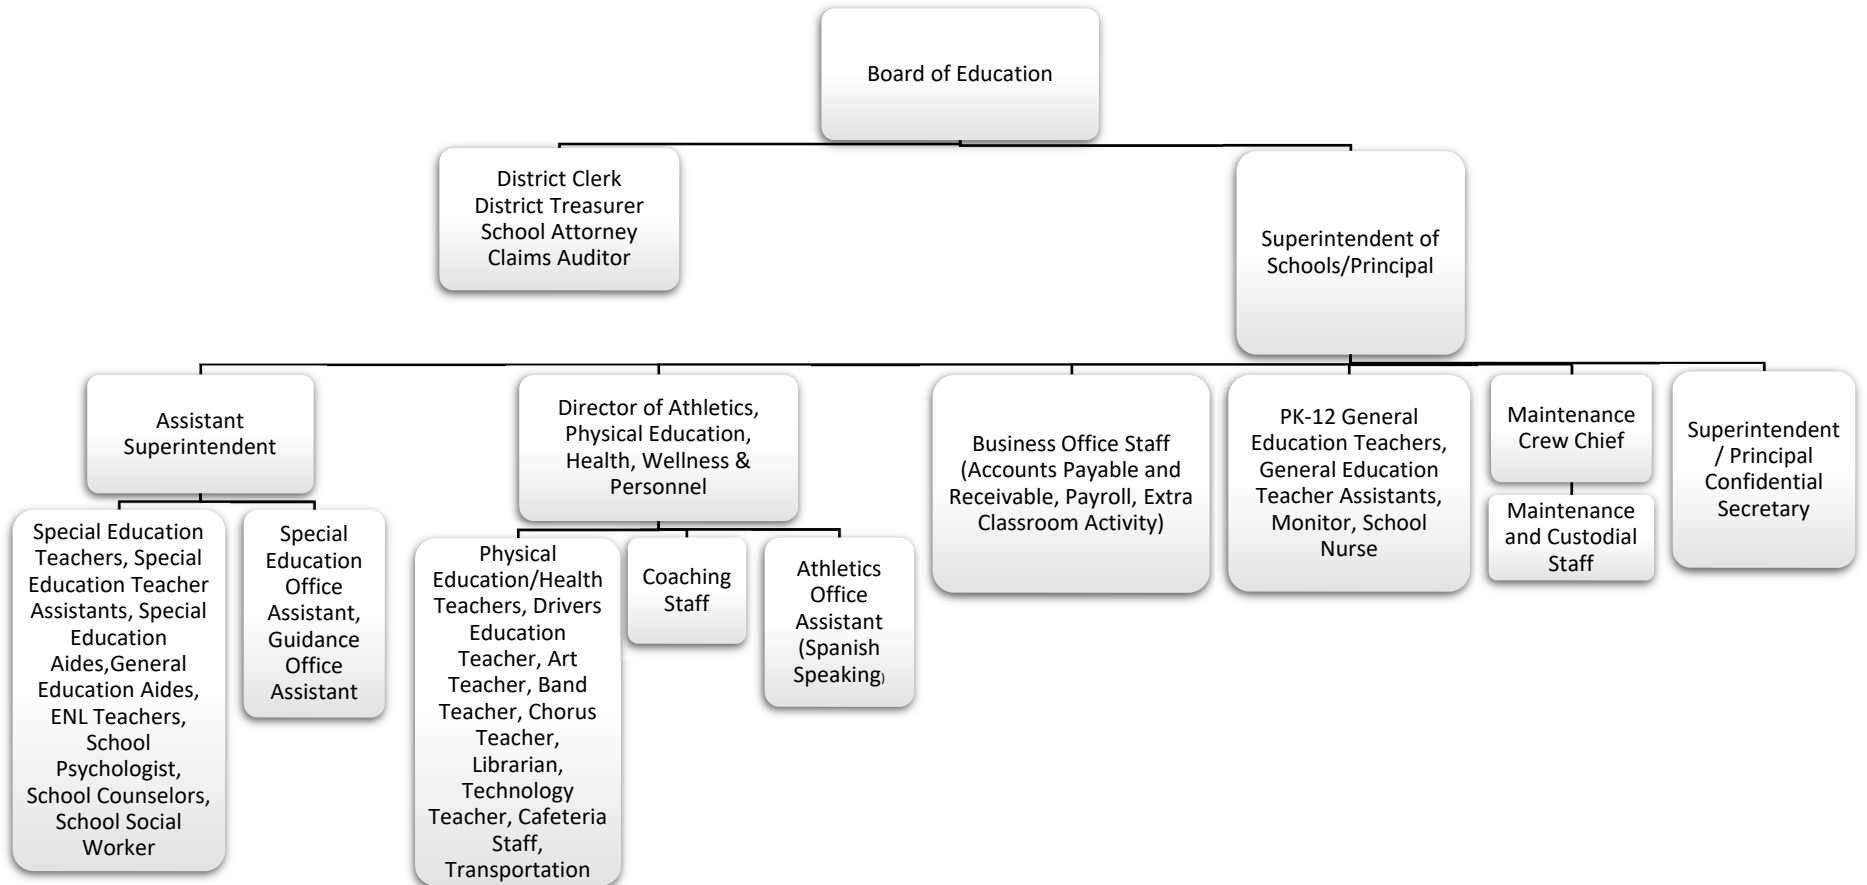 Board of Education
District Clerk
District Treasurer
School Attorney
Claims Auditor
Superintendent of
Schools/Principal
Assistant
Superintendent
Special Education
Teachers, Special
Education Teacher
Assistants, Special
Education
Aides,General
Education Aides,
ENL Teachers,
School
Psychologist,
School Counselors,
School Social
Worker
Special
Education
Office
Assistant,
Guidance
Office
Assistant
Director of Athletics,
Physical Education,
Health, Wellness &
Personnel
Physical
Education/Health
Teachers, Drivers
Education
Teacher, Art
Teacher, Band
Teacher, Chorus
Teacher,
Librarian,
Technology
Teacher, Cafeteria
Staff,
Transportation
Coaching
Staff
Athletics
Office
Assistant
(Spanish
Speaking)
Business Office Staff
(Accounts Payable and
Receivable, Payroll, Extra
Classroom Activity)
PK-12 General
Education Teachers,
General Education
Teacher Assistants,
Monitor, School
Nurse
Maintenance
Crew Chief
Maintenance
and Custodial
Staff
Superintendent
/ Principal
Confidential
Secretary